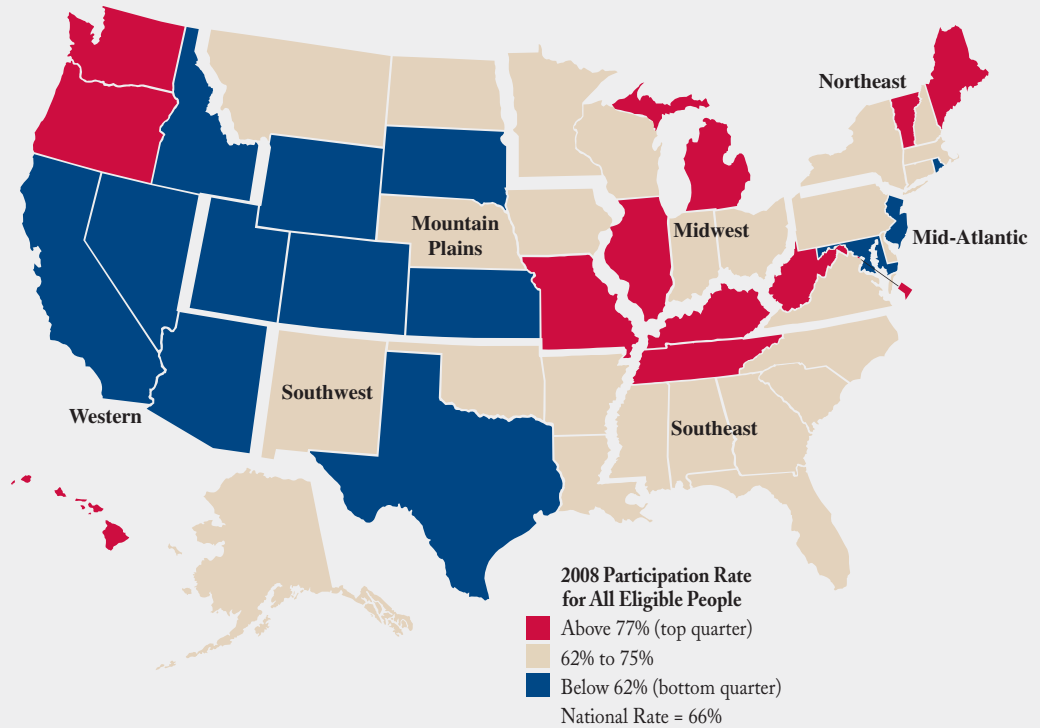 Northeast
Mountain
Plains
Midwest
Mid-Atlantic
Southwest
Western
Southeast
2008 Participation Rate
for All Eligible People
Above 77% (top quarter)
62% to 75%
Below 62% (bottom quarter)
National Rate = 66%